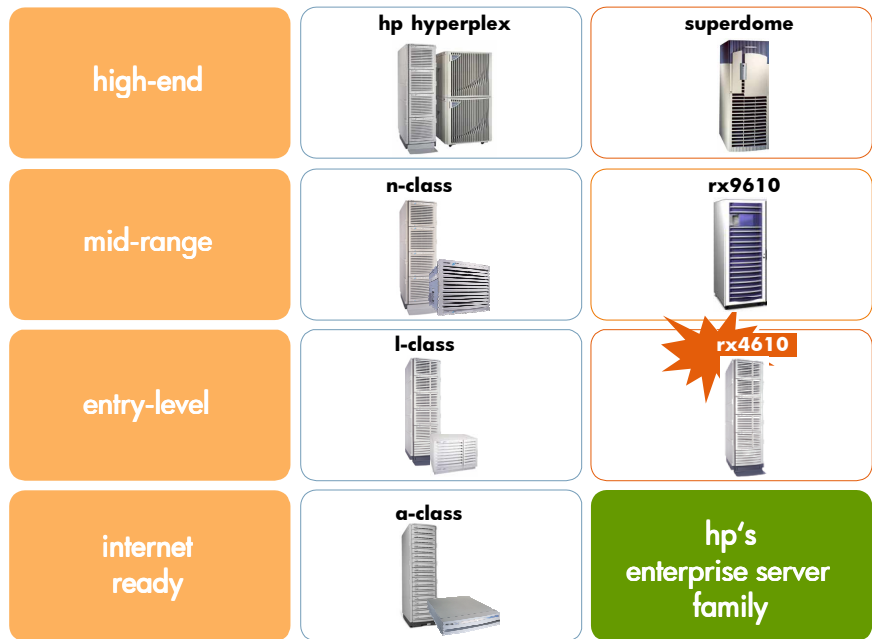 high-end
hp hyperplex
superdome
mid-range
n-class
rx9610
entry-level
l-class
rx4610
internet
ready
a-class
hp‘s
enterprise server
family